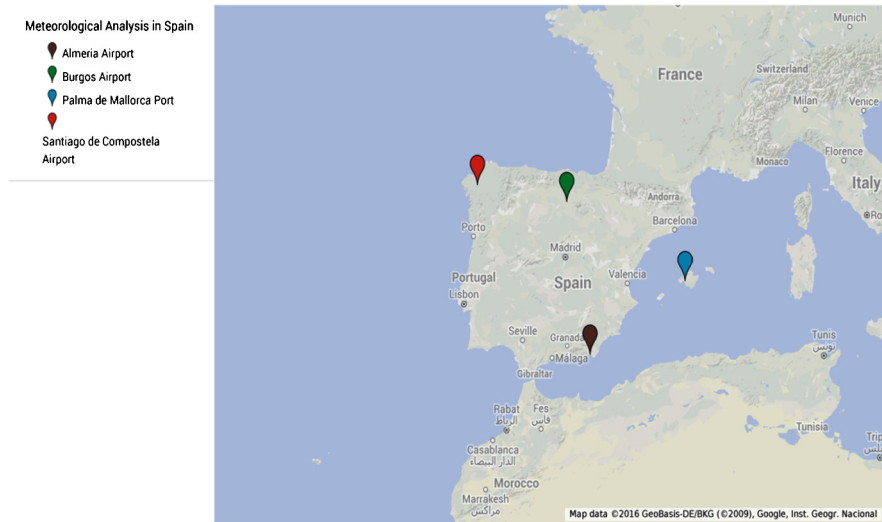 Meteorological Analysis in Spain
Almeria Airport
Burgos Airport
Palma de Mallorca Port
Santiago de Compostela
Airport
Munich
France
Switzerland
Milan
Venice
Florence
Monaco
Italy
Andorra
Ro
Barcelona
Porto
Madrid
Portugal
Spain
Valencia
Lisbon
Seville
Granada
Málaga
Gibraltar
Tunis
تونس
Rabat
الرباط
Fes
فاس
Tunisia
Casablanca
الدار البيضاء
Trip
Morocco
Marrakesh
مراكش
Map data ©2016 GeoBasis-DE/BKG (©2009), Google, Inst. Geogr. Nacional